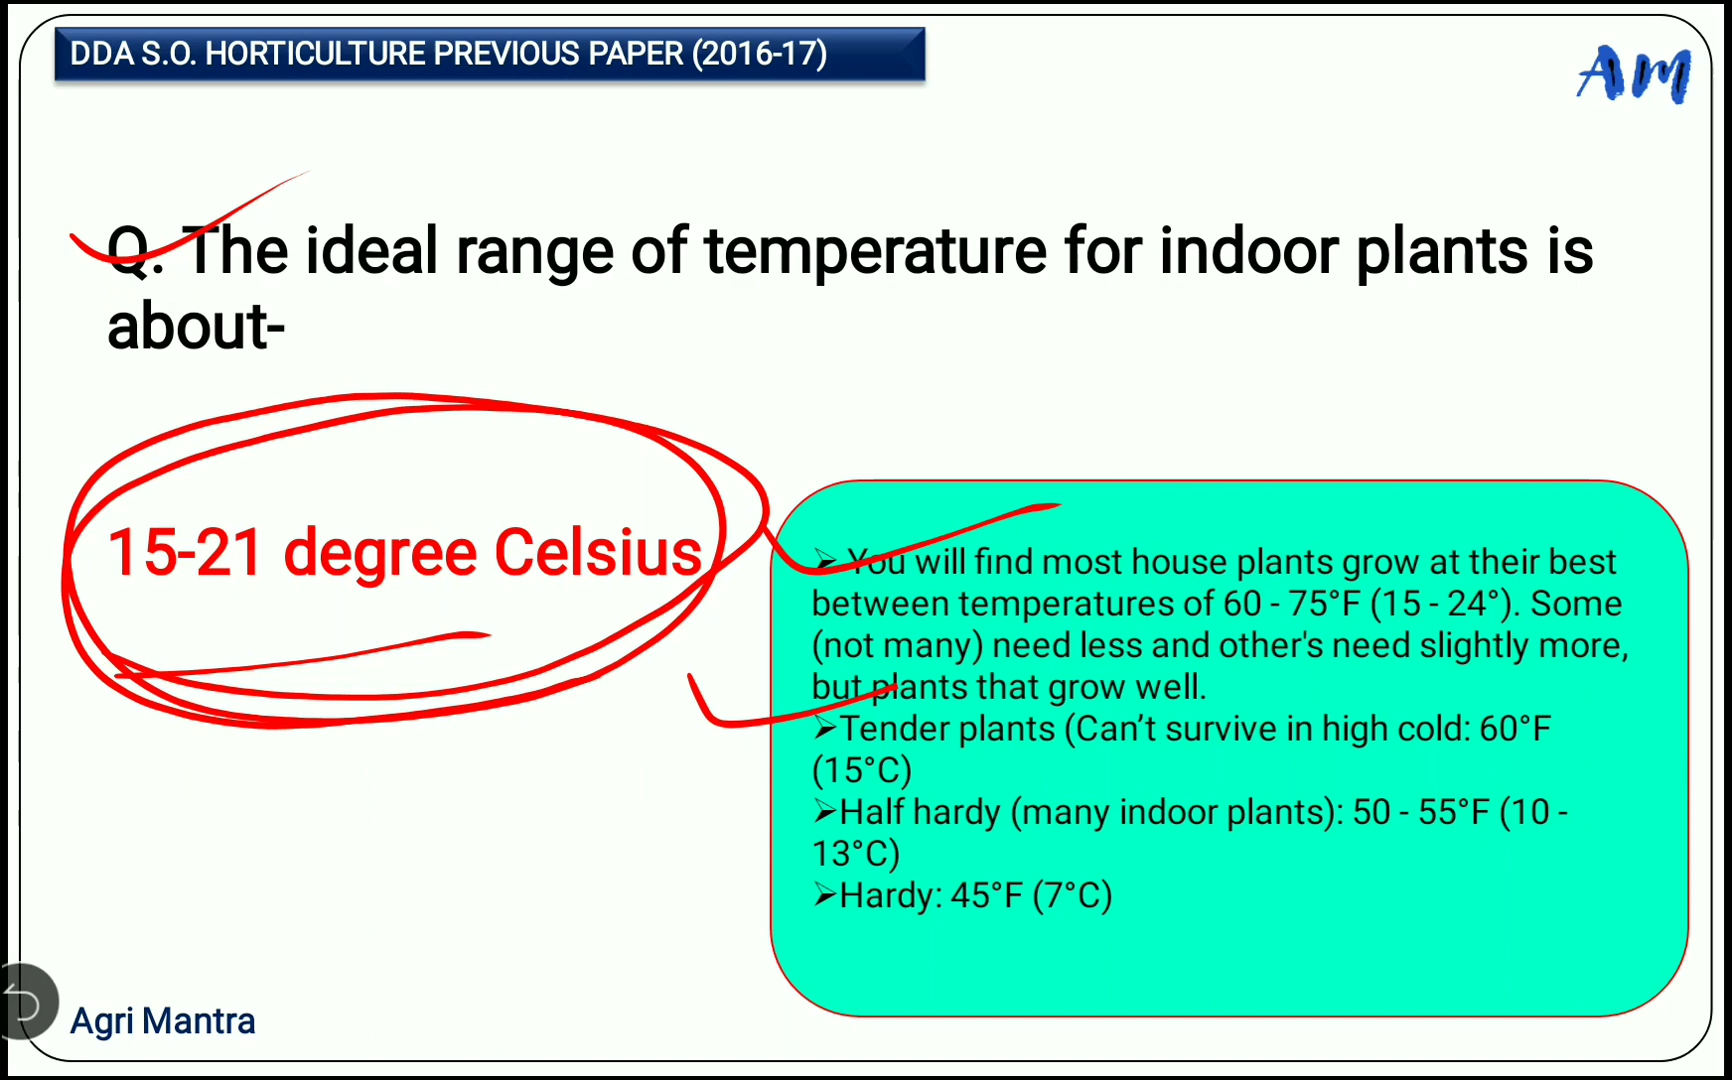 DDA S.O. HORTICULTURE PREVIOUS PAPER (2016-17)
AM
Q. The ideal range of temperature for indoor plants is
about-
15-21 degree Celsius
➢ You will find most house plants grow at their best
between temperatures of 60 - 75°F (15 - 24°). Some
(not many) need less and other's need slightly more,
but plants that grow well.
➢Tender plants (Can’t survive in high cold: 60°F
(15°C)
➢Half hardy (many indoor plants): 50 - 55°F (10 -
13°C)
➢Hardy: 45°F (7°C)
Agri Mantra